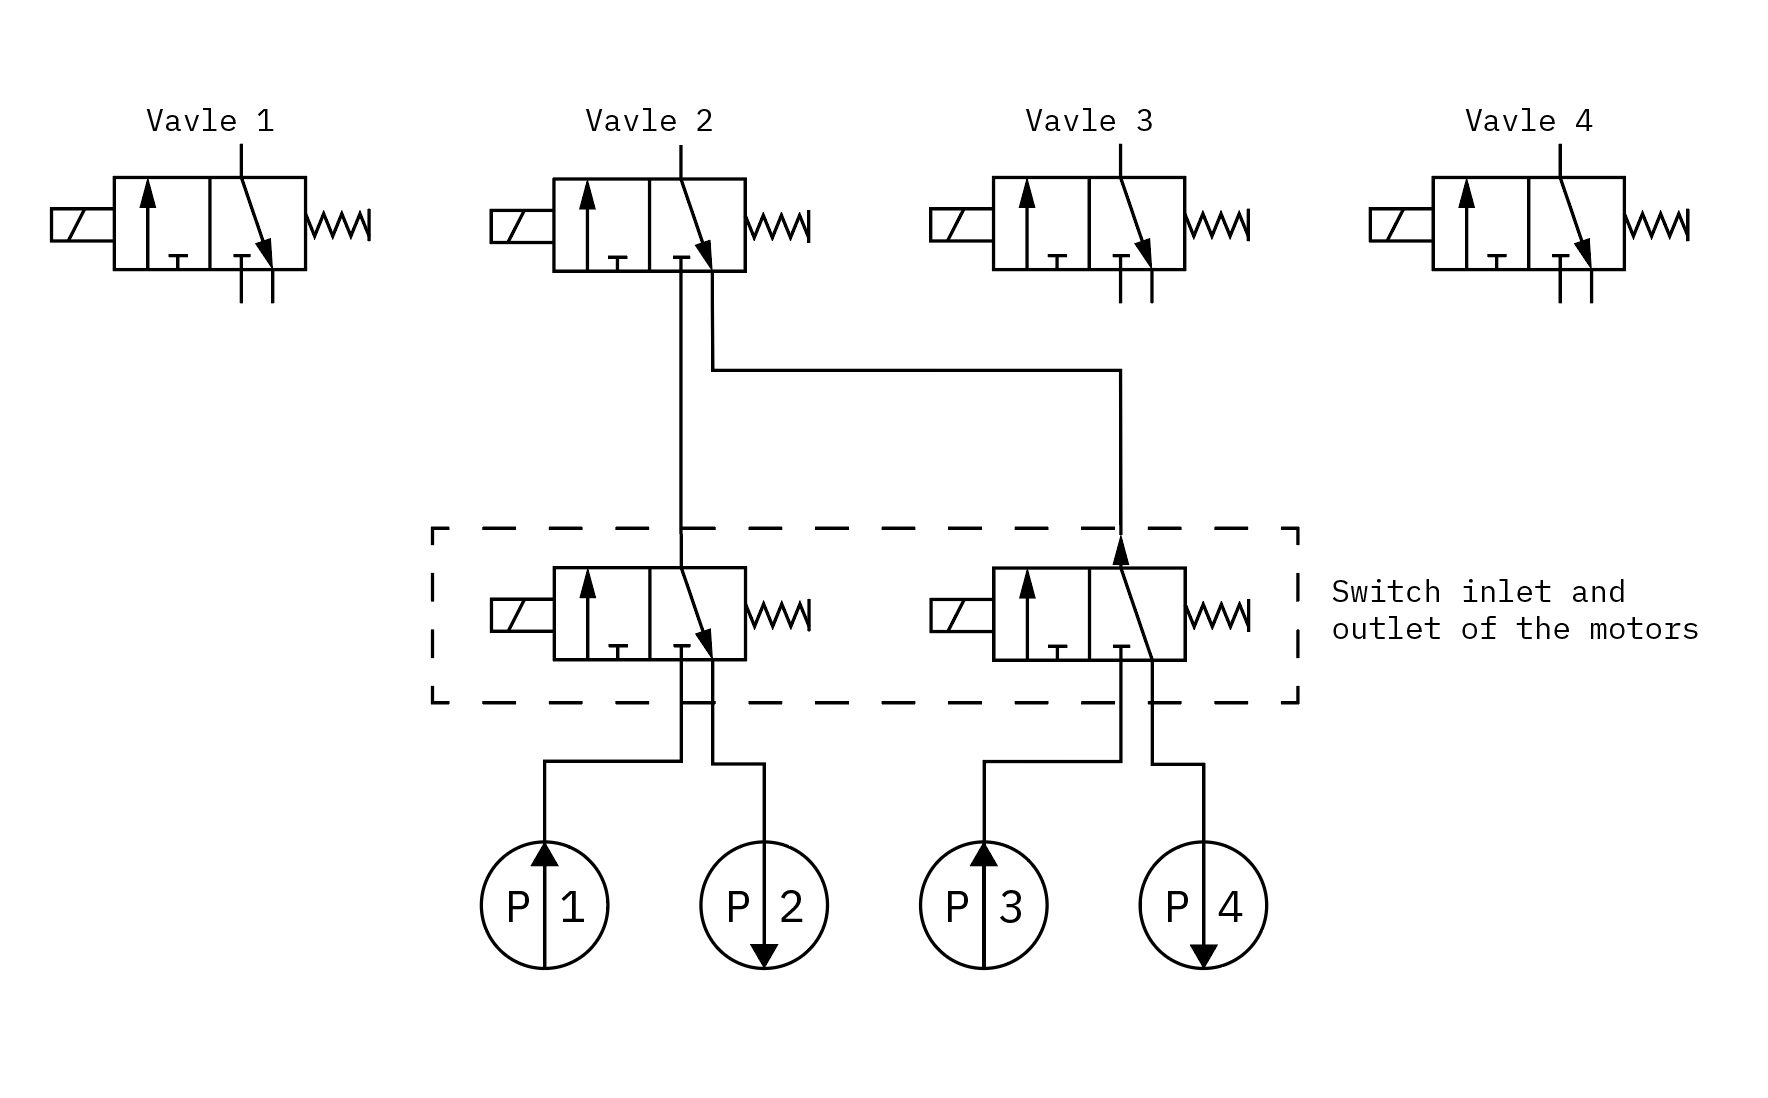 Vavle 1
Vavle 2
Vavle 3
Vavle 4
Switch inlet and
outlet of the motors
P 1
P 2
P 3
P 4